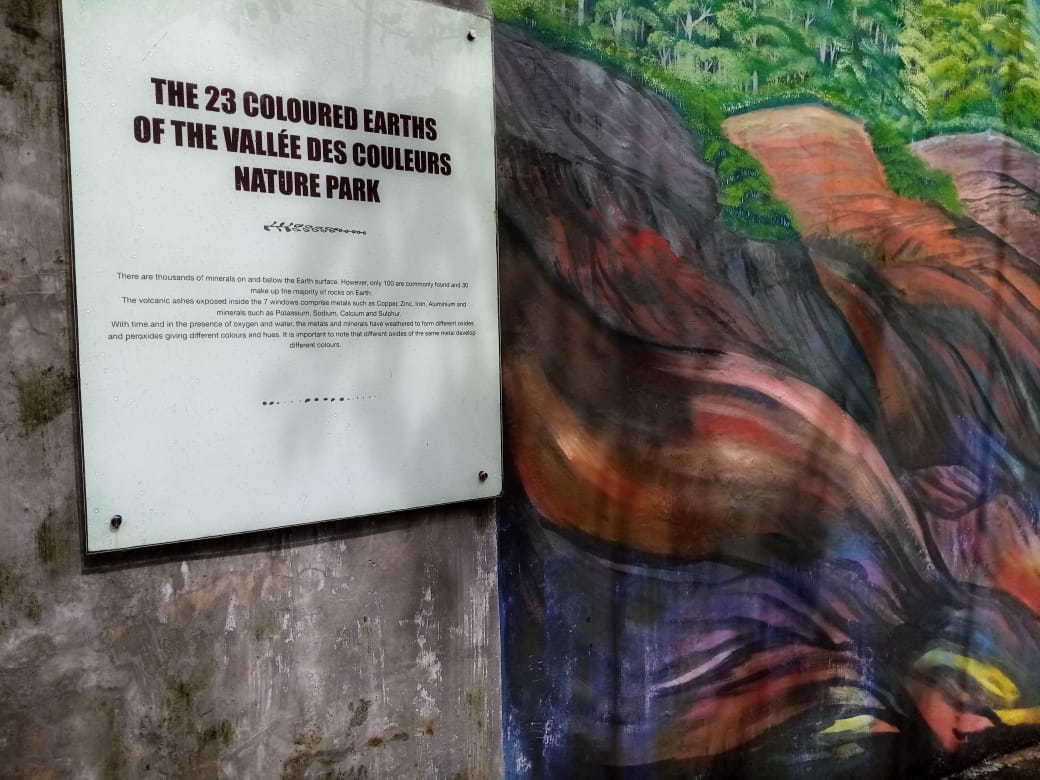 THE 23 COLOURED EARTHS
OF THE VALLÉE DES COULEURS
NATURE PARK
There are thousands of minerals on and below the Earth surface. However, only 100 are commonly found and 30
make up the majority of rocks on Earth.
The volcanic ashes exposed inside the 7 windows comprise metals such as Copper, Zinc, Iron, Aluminium and
minerals such as Potassium, Sodium, Calcium and Sulphur.
With time and in the presence of oxygen and water, the metals and minerals have weathered to form different oxides
and peroxides giving different colours and hues. It is important to note that different oxides of the same metal develop
different colours.